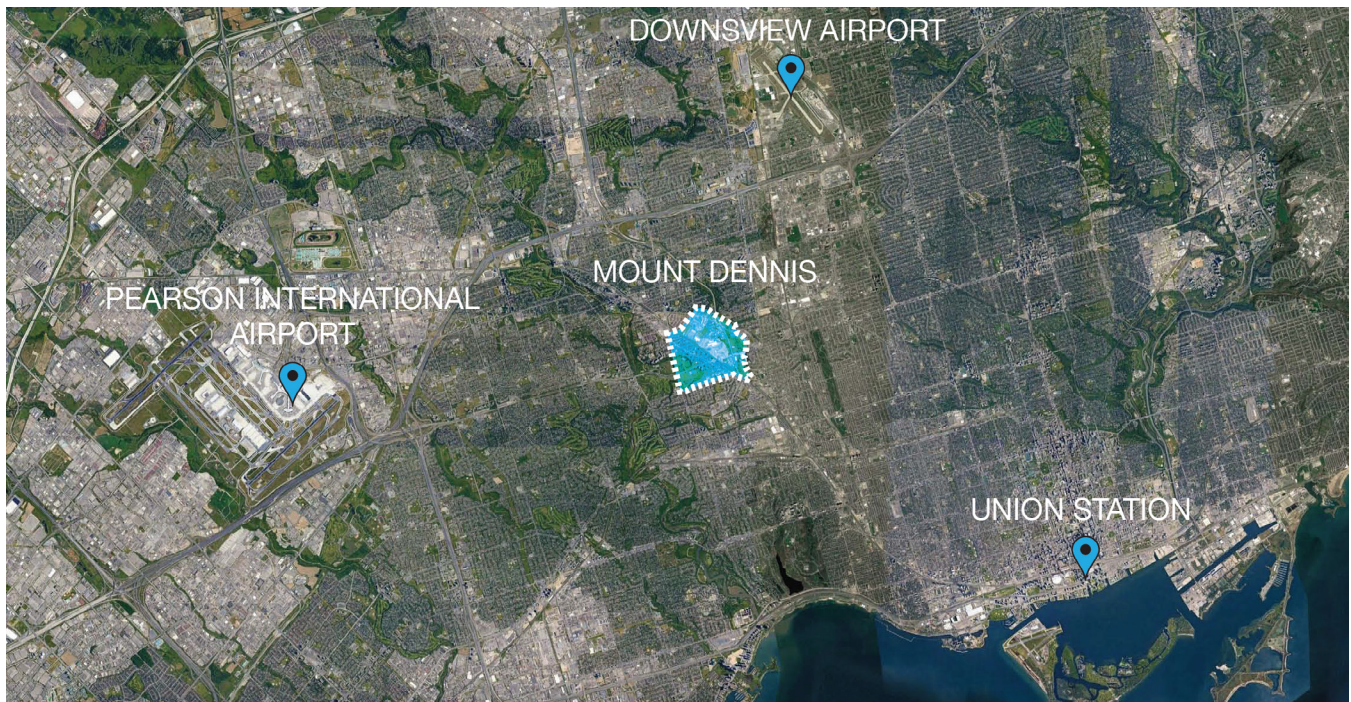 DOWNSVIEW AIRPORT
MOUNT DENNIS
PEARSON INTERNATIONAL
AIRPORT
UNION STATION